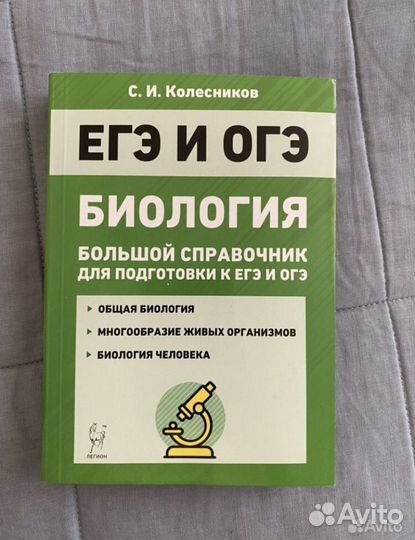 С. И. Колесников
ЕГЭ И ОГЭ
БИОЛОГИЯ
БОЛЬШОЙ СПРАВОЧНИК
ДЛЯ ПОДГОТОВКИ К ЕГЭ И ОГЭ
ОБЩАЯ БИОЛОГИЯ
МНОГООБРАЗИЕ ЖИВЫХ ОРГАНИЗМОВ
БИОЛОГИЯ ЧЕЛОВЕКА
ЛЕГИОН
Avito
Avito